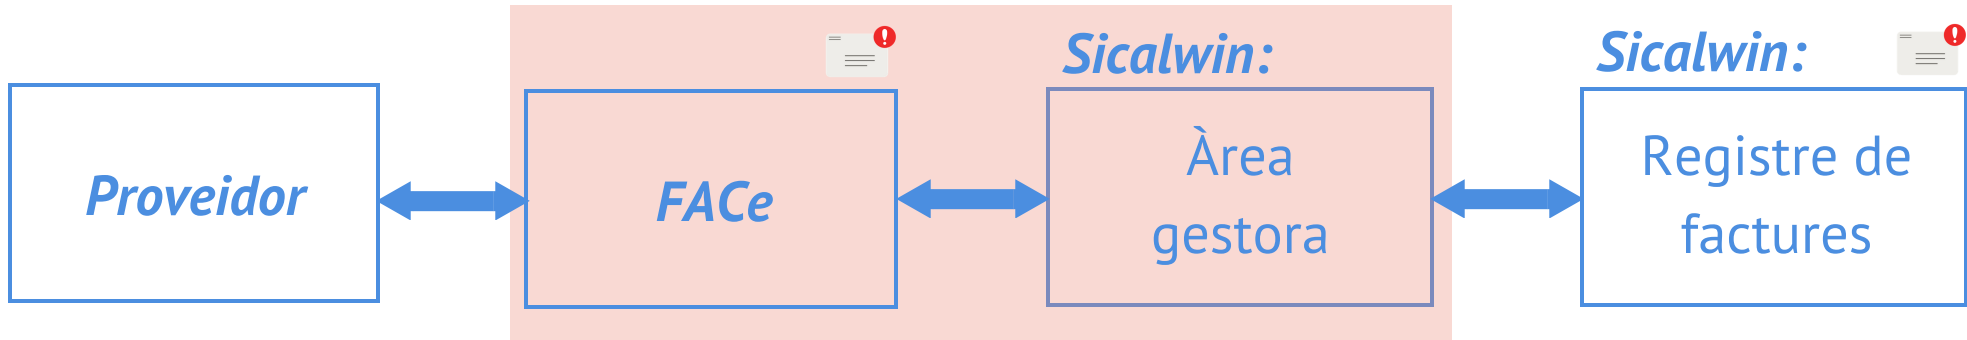 Proveidor
FACe
Sicalwin:
Àrea
gestora
Sicalwin:
Registre de
factures